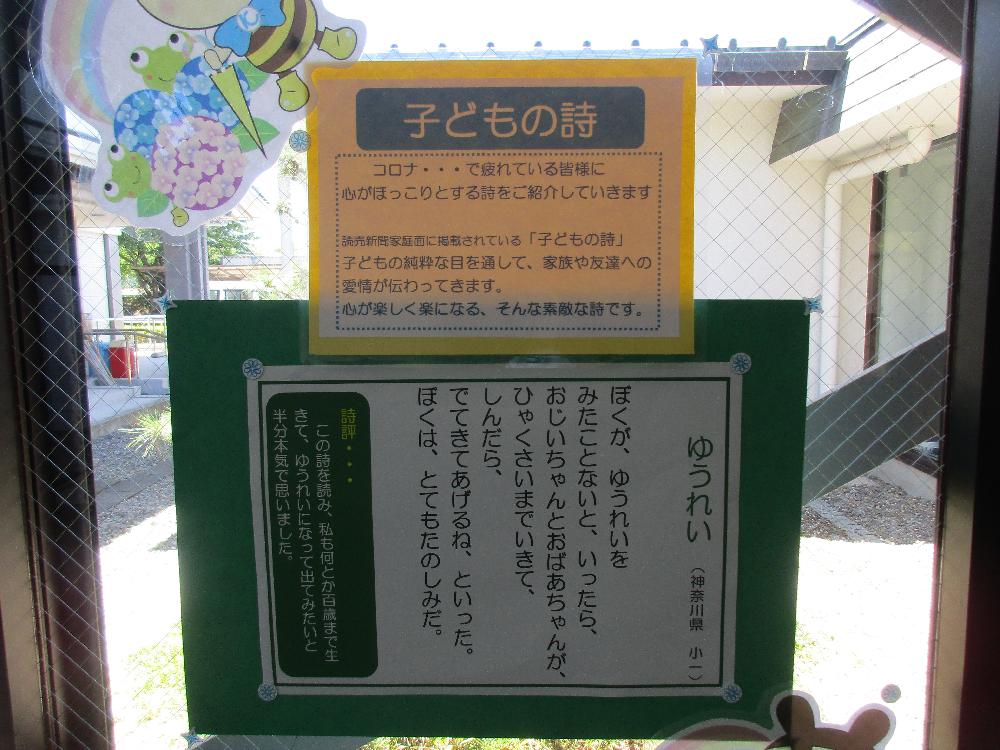 子どもの詩
コロナ・・・で疲れている皆様に
心がほっこりとする詩をご紹介していきます
読売新聞家庭面に掲載されている「子どもの詩」
子どもの純粋な目を通して、家族や友達への
愛情が伝わってきます。
心が楽しく楽になる、そんな素敵な詩です。
ゆうれい
（神奈川県　小一）
ぼくが、ゆうれいを
みたことないと、いったら、
おじいちゃんとおばあちゃんが、
ひゃくさいまでいきて、
しんだら、
でてきてあげるね、といった。
ぼくは、とてもたのしみだ。
詩評・・・
この詩を読み、私も何とか百歳まで生
きて、ゆうれいになって出てみたいと
半分本気で思いました。